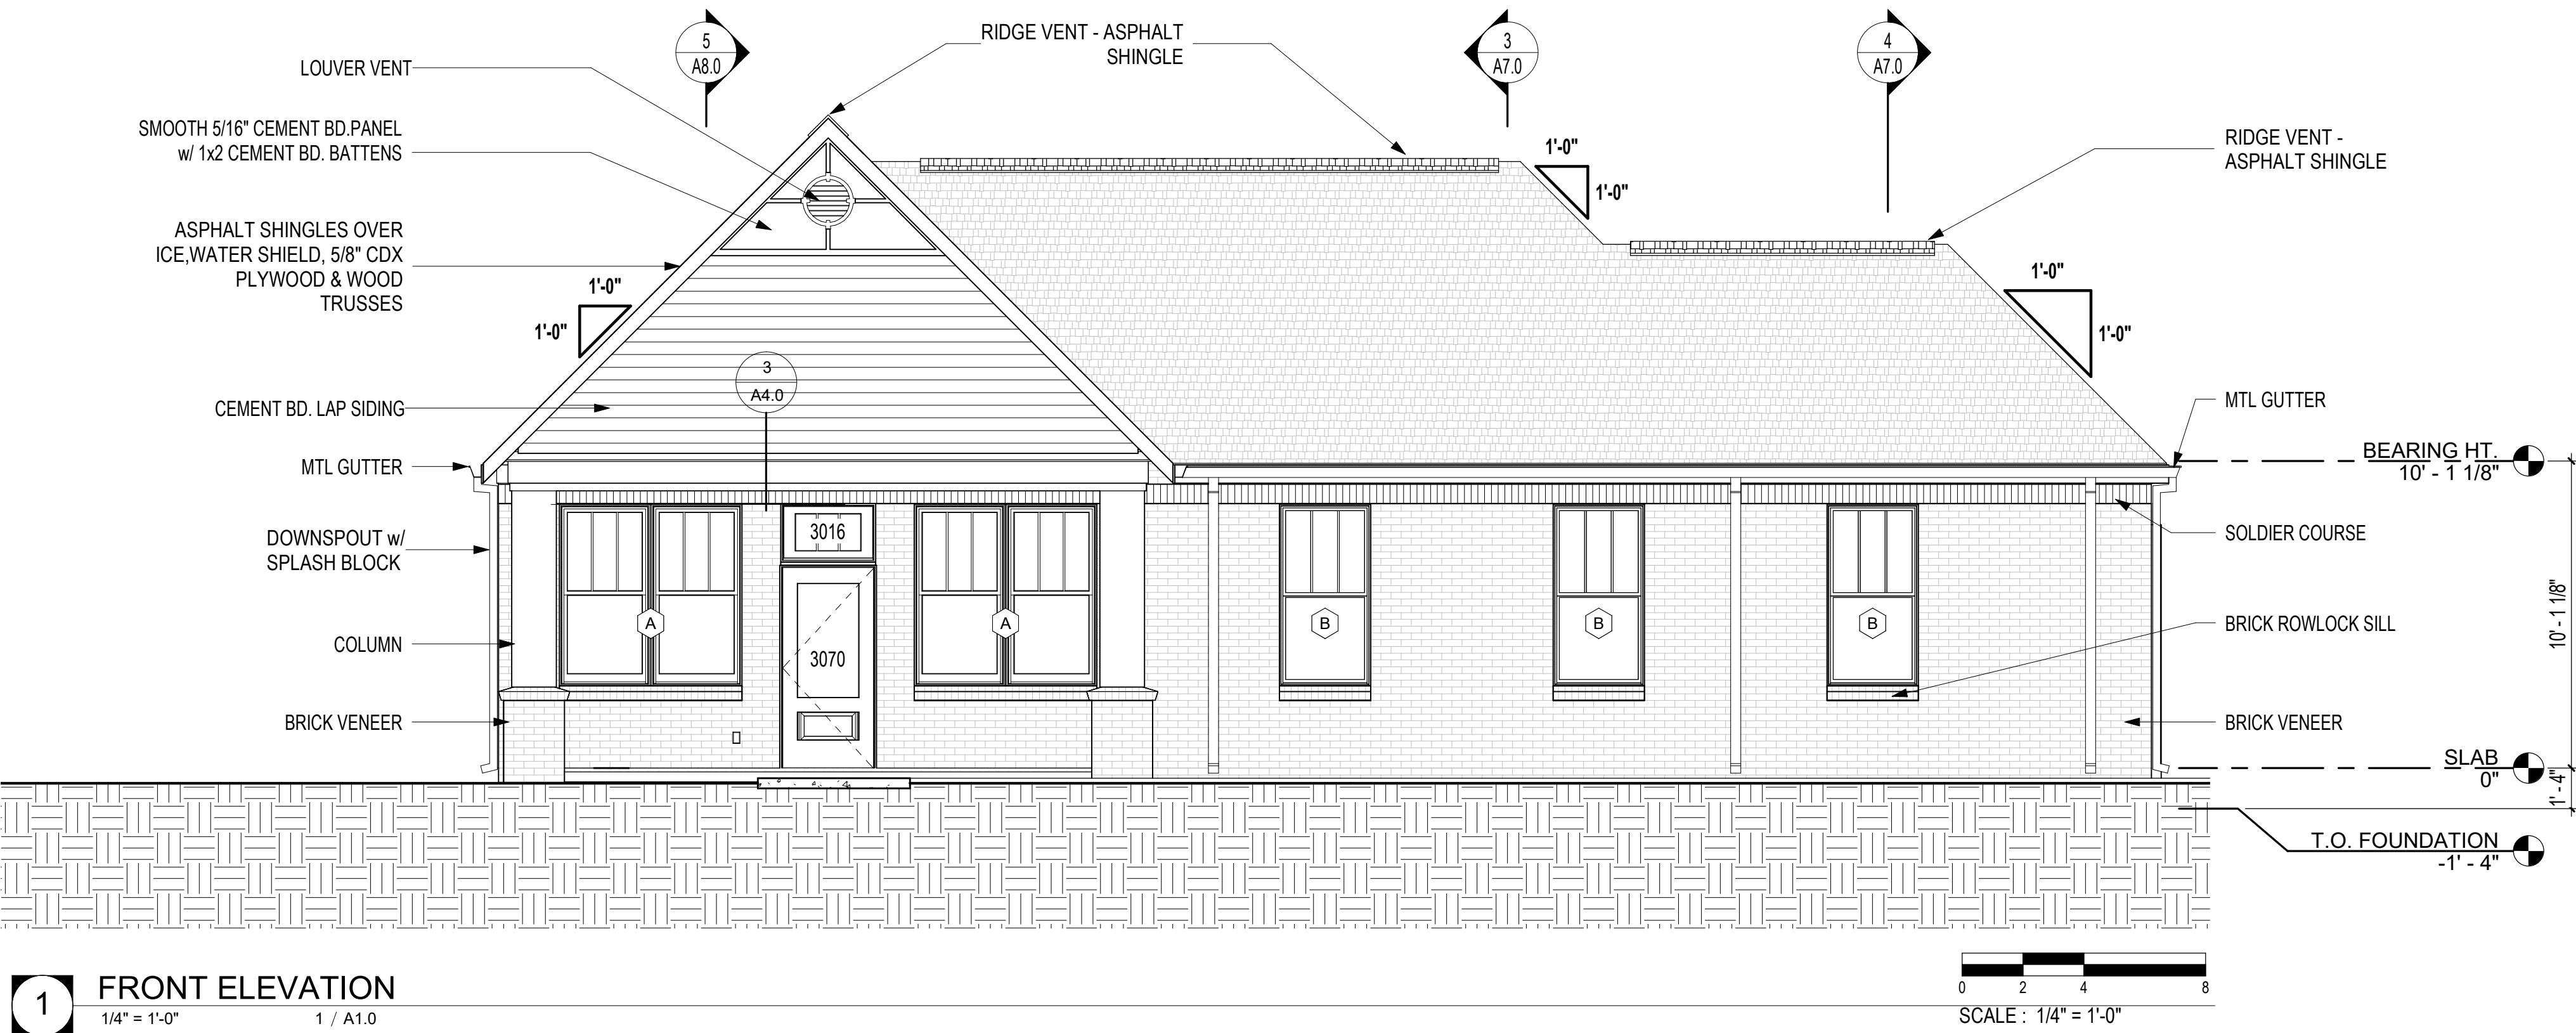 5
A8.0
RIDGE VENT - ASPHALT
SHINGLE
3
A7.0
4
A7.0
LOUVER VENT
SMOOTH 5/16" CEMENT BD.PANEL
w/ 1x2 CEMENT BD. BATTENS
1'-0"
1'-0"
RIDGE VENT -
ASPHALT SHINGLE
ASPHALT SHINGLES OVER
ICE,WATER SHIELD, 5/8" CDX
PLYWOOD & WOOD
TRUSSES
1'-0"
1'-0"
1'-0"
1'-0"
3
A4.0
CEMENT BD. LAP SIDING
MTL GUTTER
MTL GUTTER
BEARING HT.
10' - 1 1/8"
DOWNSPOUT w/
SPLASH BLOCK
3016
SOLDIER COURSE
A
A
B
B
B
BRICK ROWLOCK SILL
10' - 1 1/8"
COLUMN
3070
BRICK VENEER
BRICK VENEER
SLAB
0"
1' - 4"
T.O. FOUNDATION
-1' - 4"
1
FRONT ELEVATION
1/4" = 1'-0"
1 / A1.0
0 2 4 8
SCALE : 1/4" = 1'-0"